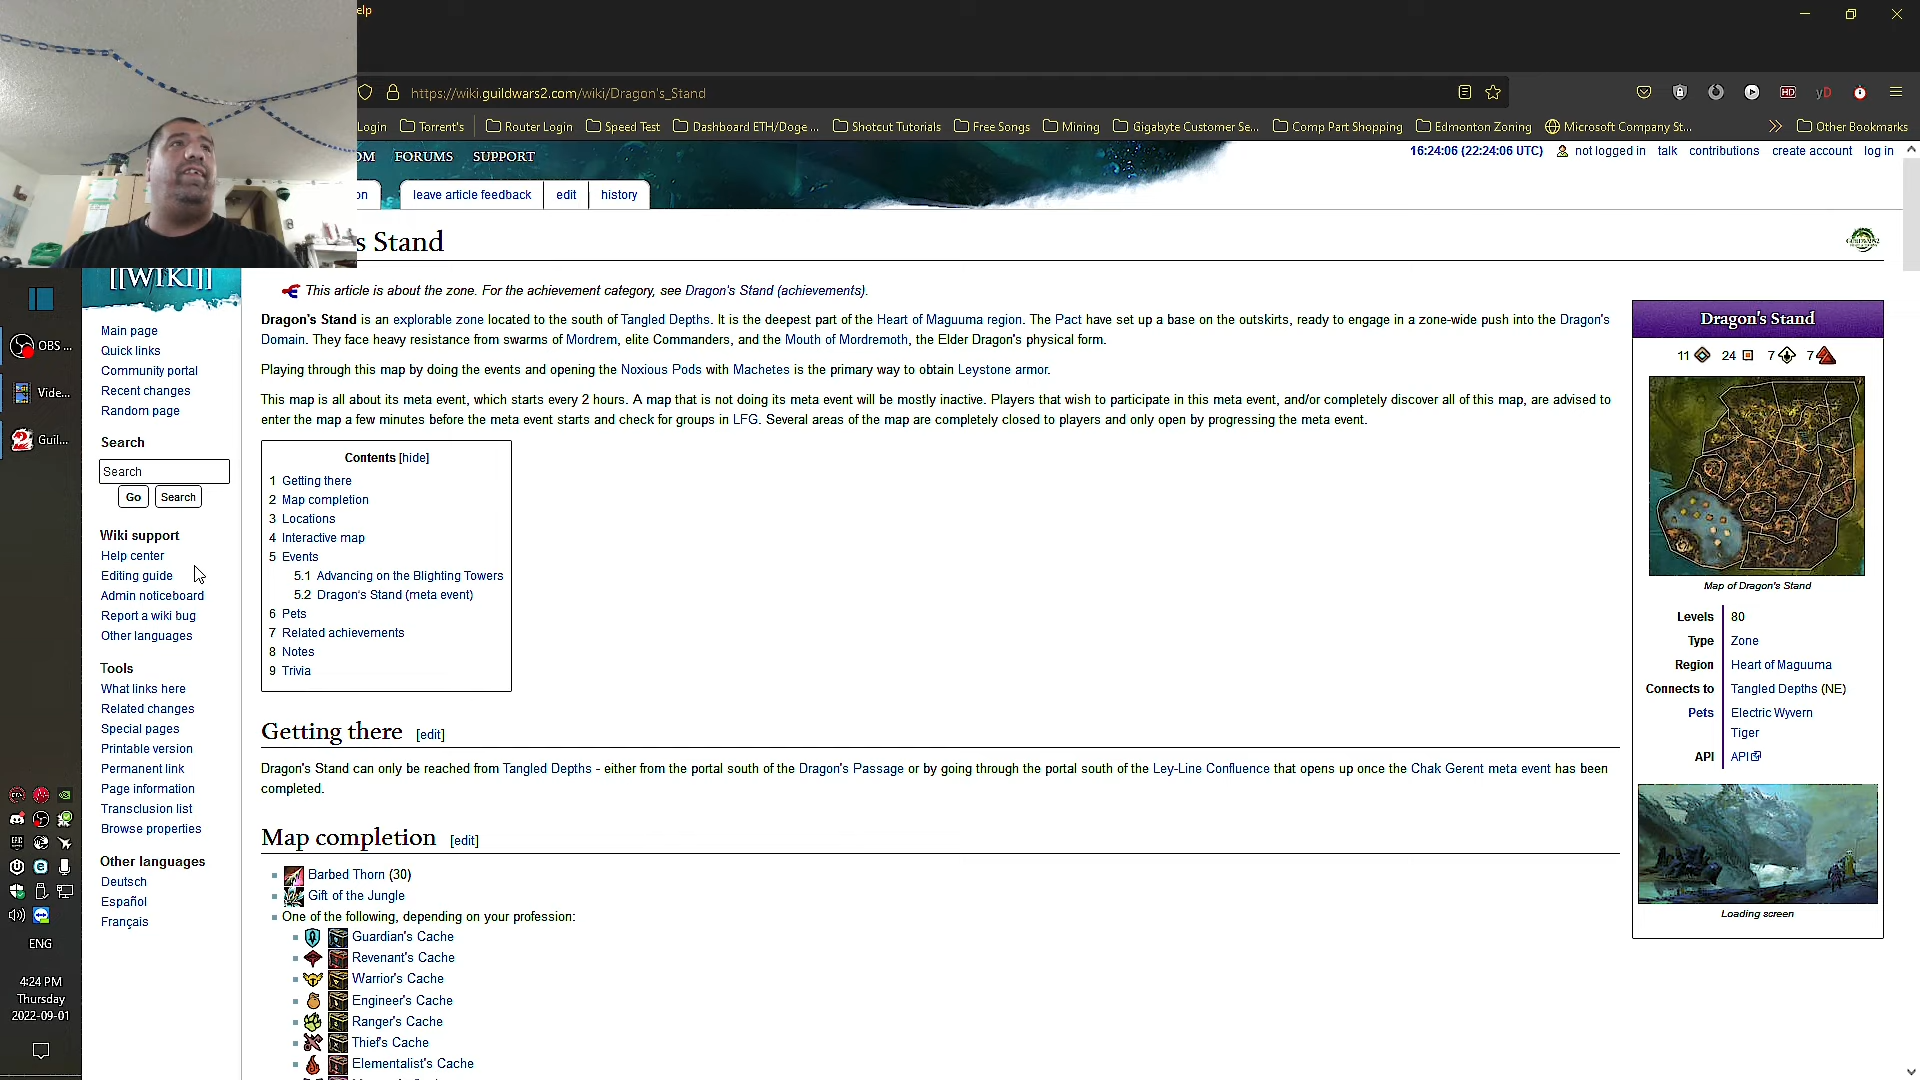 elp
https://wiki.guildwars2.com/wiki/Dragon's_Stand
HD
yD
Login
Torrent's
Router Login
Speed Test
Dashboard ETH/Doge ...
Shotcut Tutorials
Free Songs
Mining
Gigabyte Customer Se...
Comp Part Shopping
Edmonton Zoning
Microsoft Company St...
Other Bookmarks
OM
FORUMS
SUPPORT
16:24:06 (22:24:06 UTC)
not logged in
talk
contributions
create account
log in
on
leave article feedback
edit
history
s Stand
[[WIKI]]
This article is about the zone. For the achievement category, see Dragon's Stand (achievements).
Dragon's Stand is an explorable zone located to the south of Tangled Depths. It is the deepest part of the Heart of Maguuma region. The Pact have set up a base on the outskirts, ready to engage in a zone-wide push into the Dragon's
Domain. They face heavy resistance from swarms of Mordrem, elite Commanders, and the Mouth of Mordremoth, the Elder Dragon's physical form.
Playing through this map by doing the events and opening the Noxious Pods with Machetes is the primary way to obtain Leystone armor.
This map is all about its meta event, which starts every 2 hours. A map that is not doing its meta event will be mostly inactive. Players that wish to participate in this meta event, and/or completely discover all of this map, are advised to
enter the map a few minutes before the meta event starts and check for groups in LFG. Several areas of the map are completely closed to players and only open by progressing the meta event.
Contents [hide]
1 Getting there
2 Map completion
3 Locations
4 Interactive map
5 Events
5.1 Advancing on the Blighting Towers
5.2 Dragon's Stand (meta event)
6 Pets
7 Related achievements
8 Notes
9 Trivia
Getting there [edit]
Dragon's Stand can only be reached from Tangled Depths - either from the portal south of the Dragon's Passage or by going through the portal south of the Ley-Line Confluence that opens up once the Chak Gerent meta event has been
completed.
Map completion [edit]
Barbed Thorn (30)
Gift of the Jungle
One of the following, depending on your profession:
Guardian's Cache
Revenant's Cache
Warrior's Cache
Engineer's Cache
Ranger's Cache
Thief's Cache
Elementalist's Cache
Dragon's Stand
11 24 7 7
Map of Dragon's Stand
Levels 80
Type Zone
Region Heart of Maguuma
Connects to Tangled Depths (NE)
Pets Electric Wyvern
Tiger
API API
Loading screen
Main page
Quick links
Community portal
Recent changes
Random page
Search
Search
Go
Search
Wiki support
Help center
Editing guide
Admin noticeboard
Report a wiki bug
Other languages
Tools
What links here
Related changes
Special pages
Printable version
Permanent link
Page information
Transclusion list
Browse properties
Other languages
Deutsch
Español
Français
OBS ...
Vide...
Guil...
ENG
4:24 PM
Thursday
2022-09-01